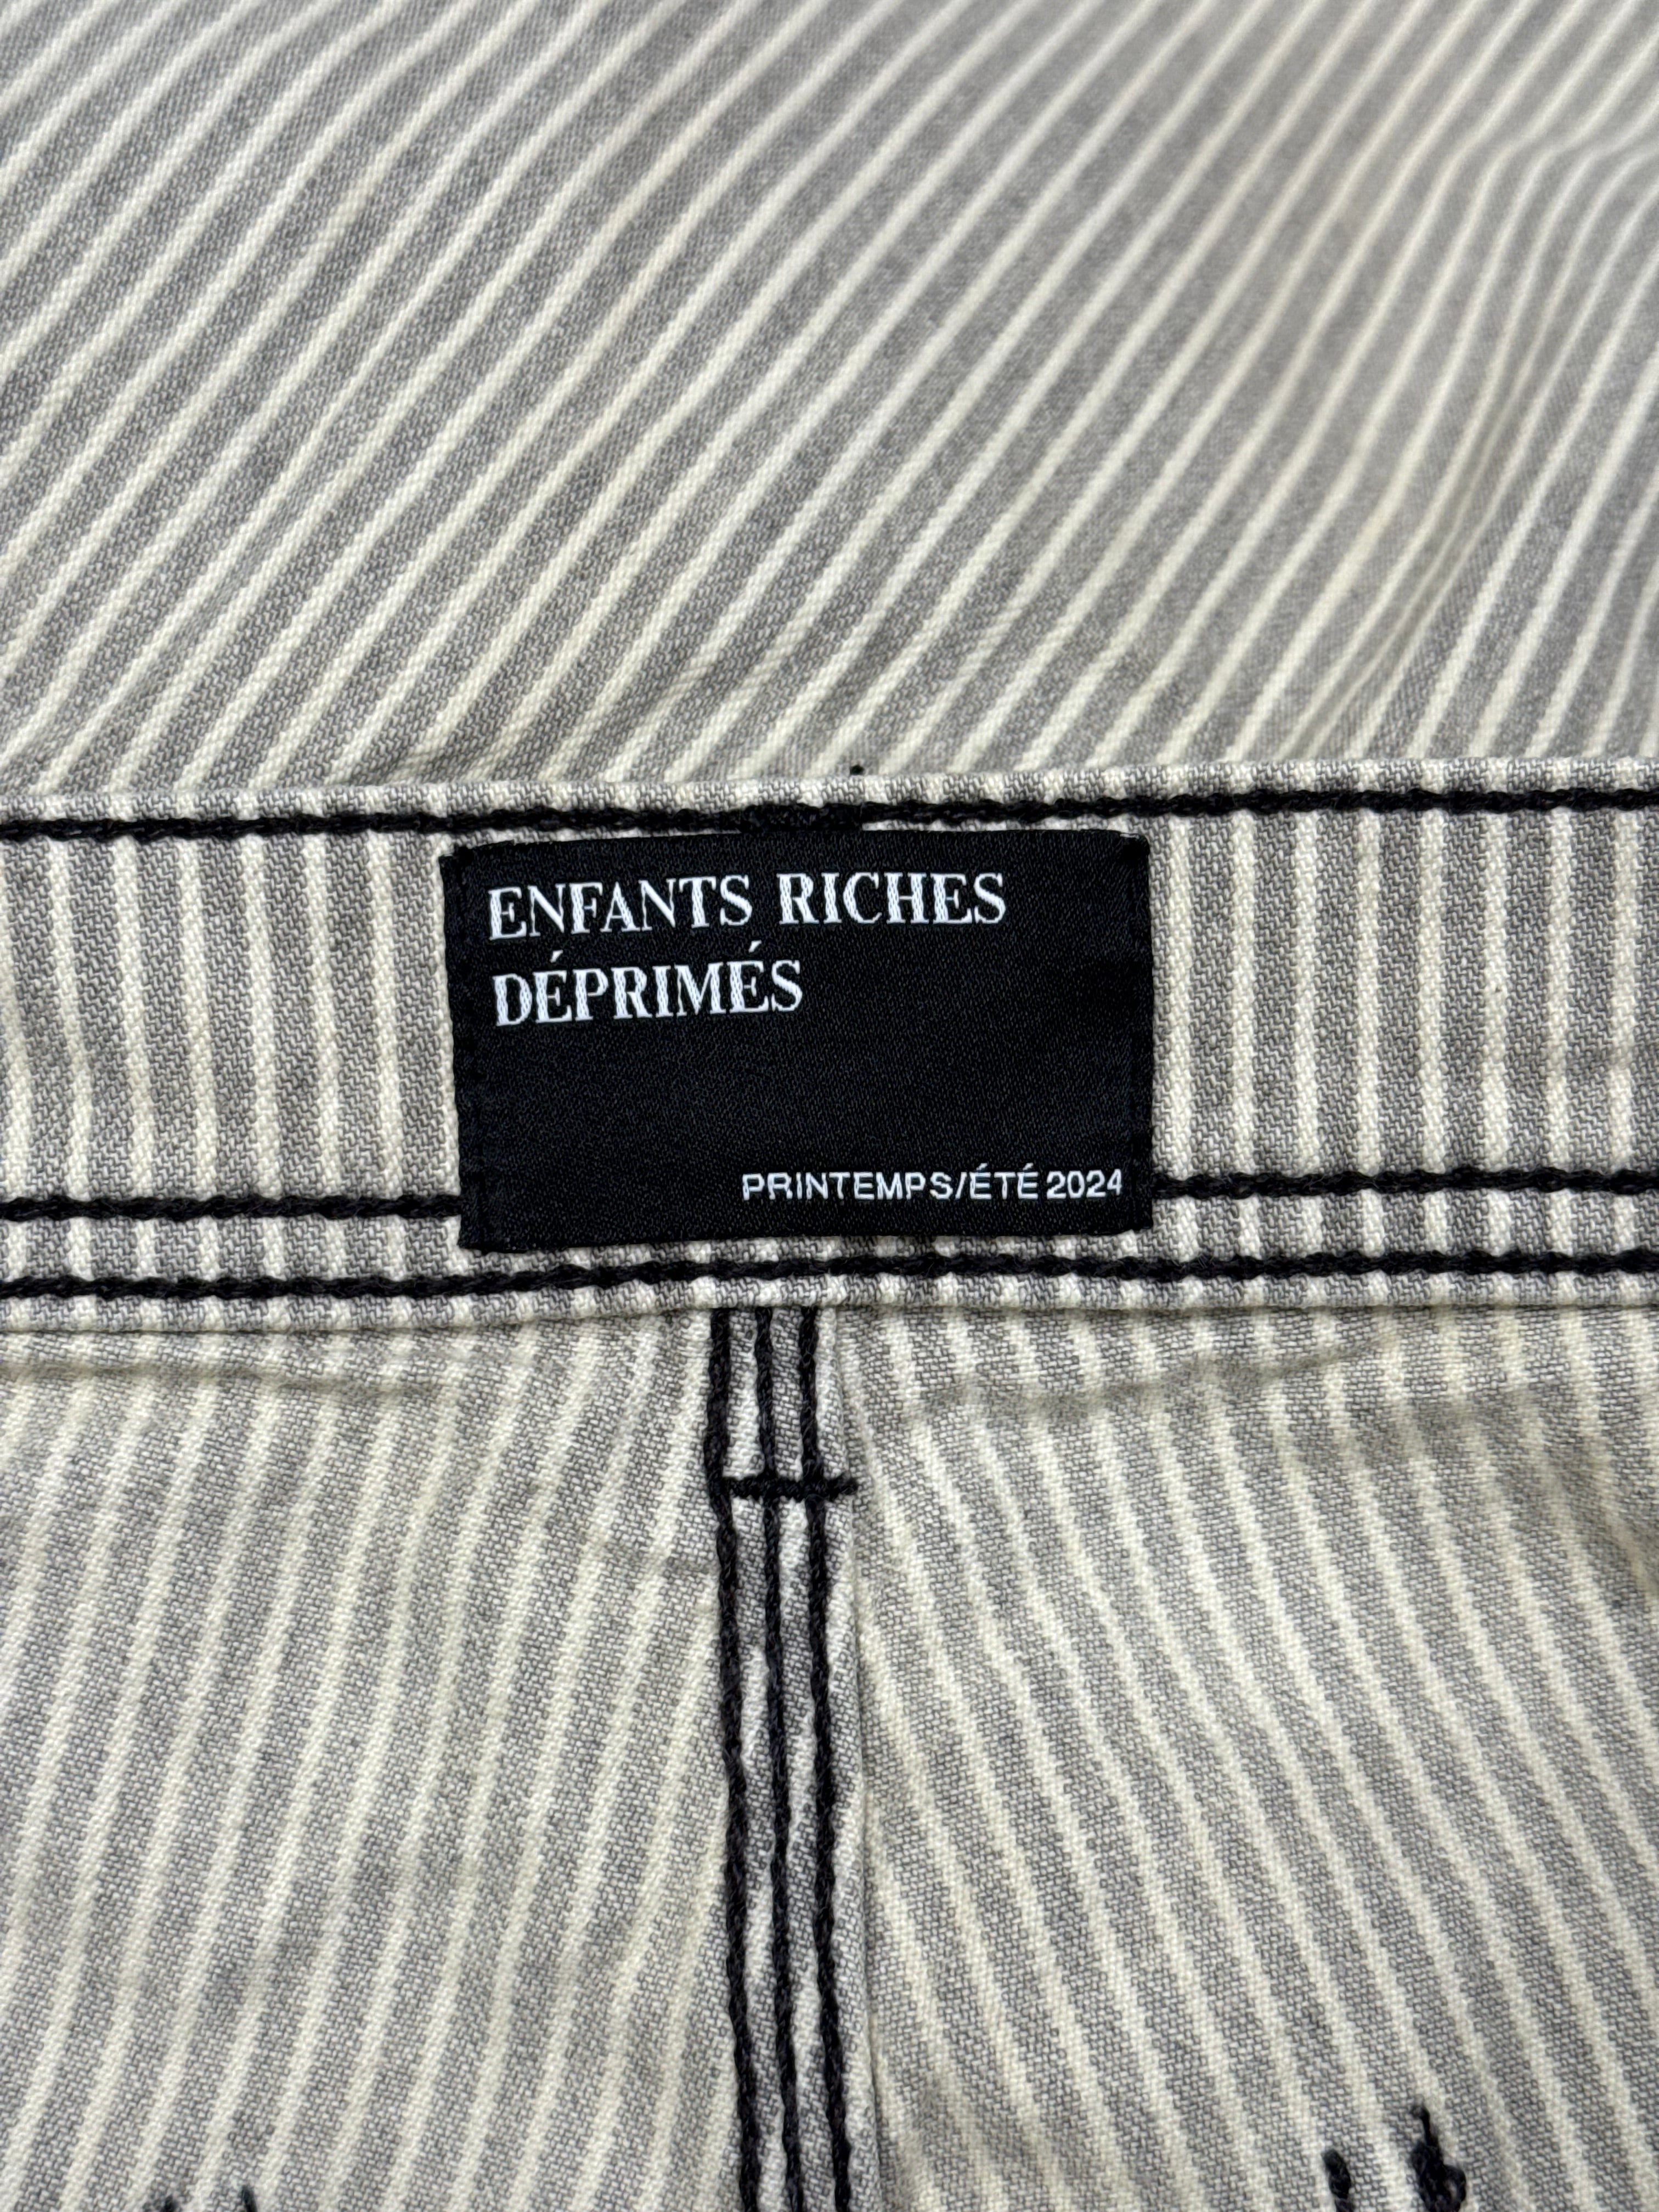 ENFANTS RICHES
DÉPRIMÉS
PRINTEMPS/ÉTÉ 2024